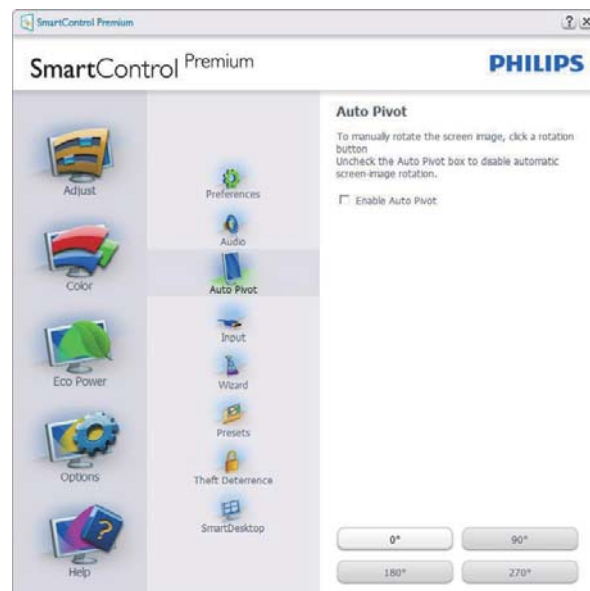 SmartControl Premium
? x
SmartControl Premium
PHILIPS
Adjust
Color
Eco Power
Options
Help
Preferences
Audio
Auto Pivot
Input
Wizard
Presets
Theft Deterrence
SmartDesktop
Auto Pivot
To manually rotate the screen image, click a rotation
button
Uncheck the Auto Pivot box to disable automatic
screen-image rotation.
Enable Auto Pivot
0°
90°
180°
270°